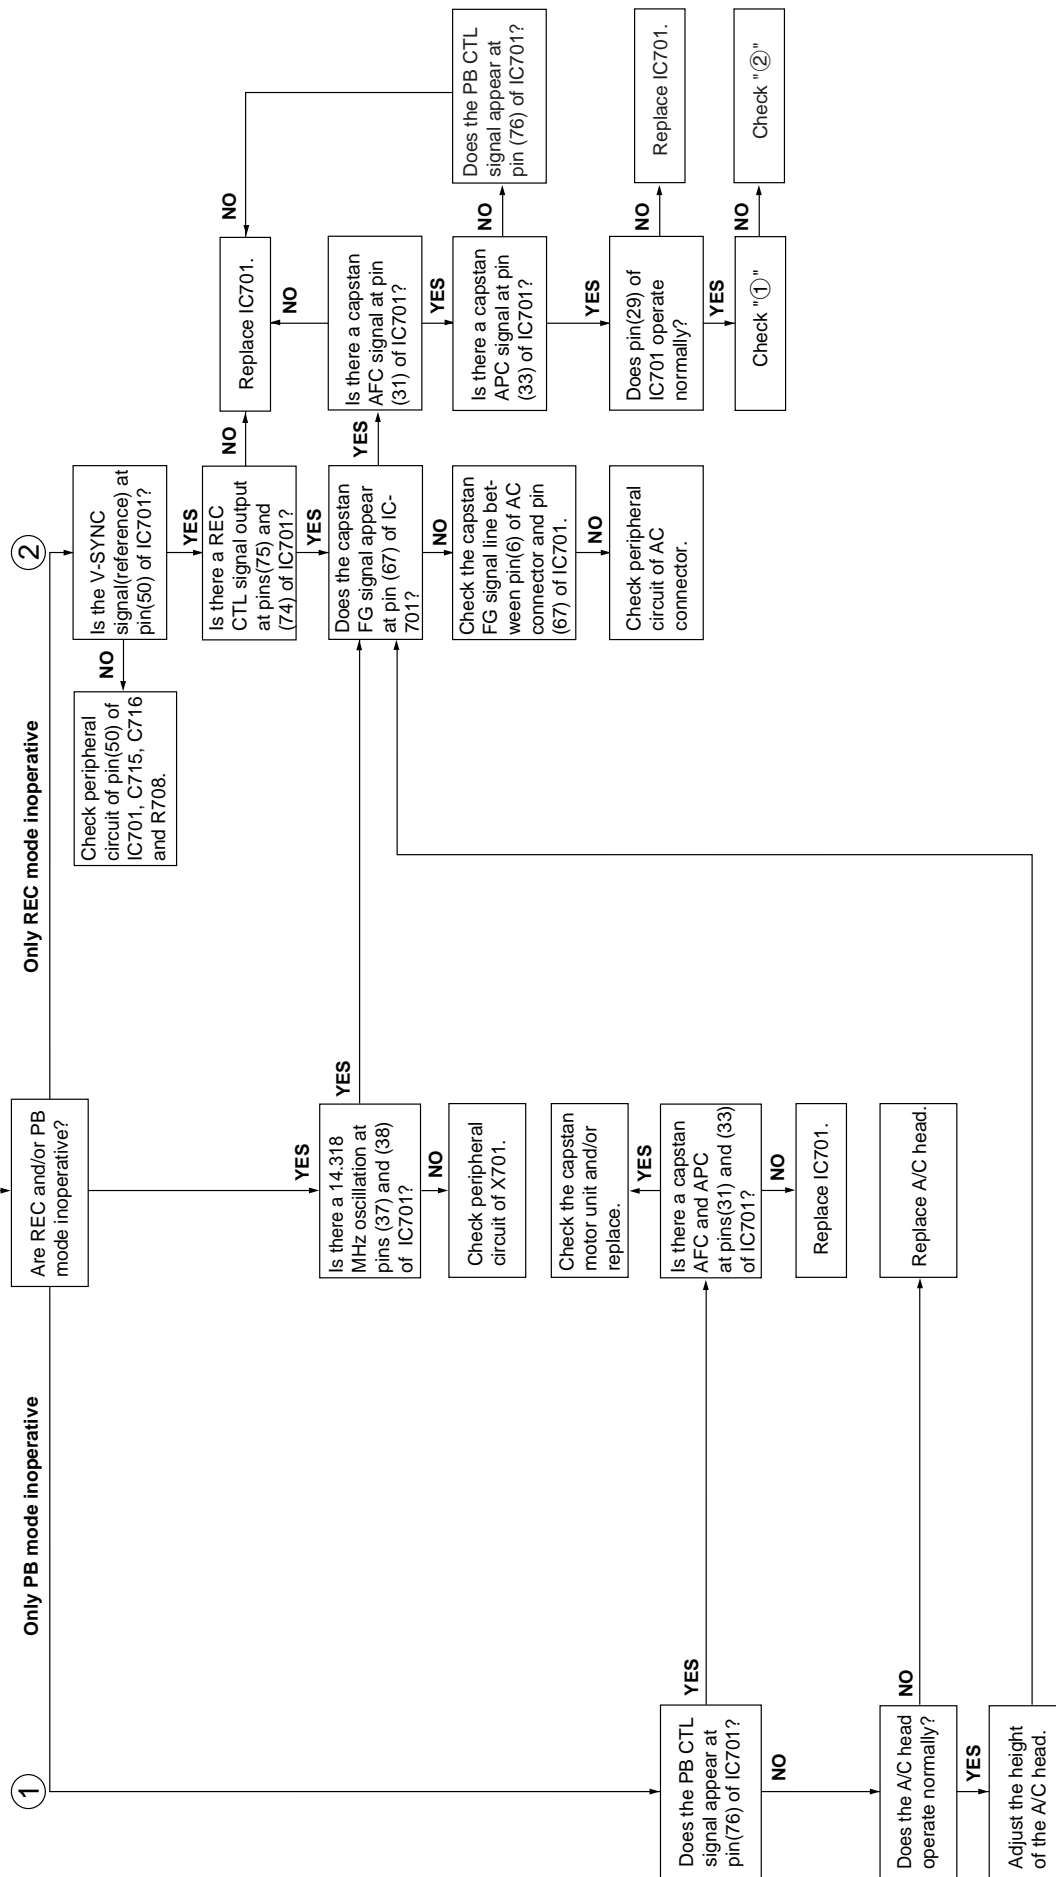 ①
Only PB mode inoperative
Are REC and/or PB
mode inoperative?
Only REC mode inoperative
②
Is the V-SYNC
signal(reference) at
pin(50) of IC701?
NO
Check peripheral
circuit of pin(50) of
IC701, C715, C716
and R708.
YES
Is there a REC
CTL signal output
at pins(75) and
(74) of IC701?
NO
Replace IC701.
NO
YES
YES
Is there a 14.318
MHz oscillation at
pins (37) and (38)
of IC701?
YES
NO
Check peripheral
circuit of X701.
Does the capstan
FG signal appear
at pin (67) of IC-
701?
YES
NO
Check the capstan
FG signal line bet-
ween pin(6) of AC
connector and pin
(67) of IC701.
NO
Check peripheral
circuit of AC
connector.
Is there a capstan
AFC signal at pin
(31) of IC701?
NO
YES
Is there a capstan
APC signal at pin
(33) of IC701?
NO
Does the PB CTL
signal appear at
pin (76) of IC701?
YES
Does pin(29) of
IC701 operate
normally?
NO
Replace IC701.
YES
Check "①"
NO
Check "②"
Does the PB CTL
signal appear at
pin(76) of IC701?
YES
Is there a capstan
AFC and APC
at pins(31) and (33)
of IC701?
YES
Check the capstan
motor unit and/or
replace.
NO
Replace IC701.
NO
Does the A/C head
operate normally?
NO
Replace A/C head.
YES
Adjust the height
of the A/C head.